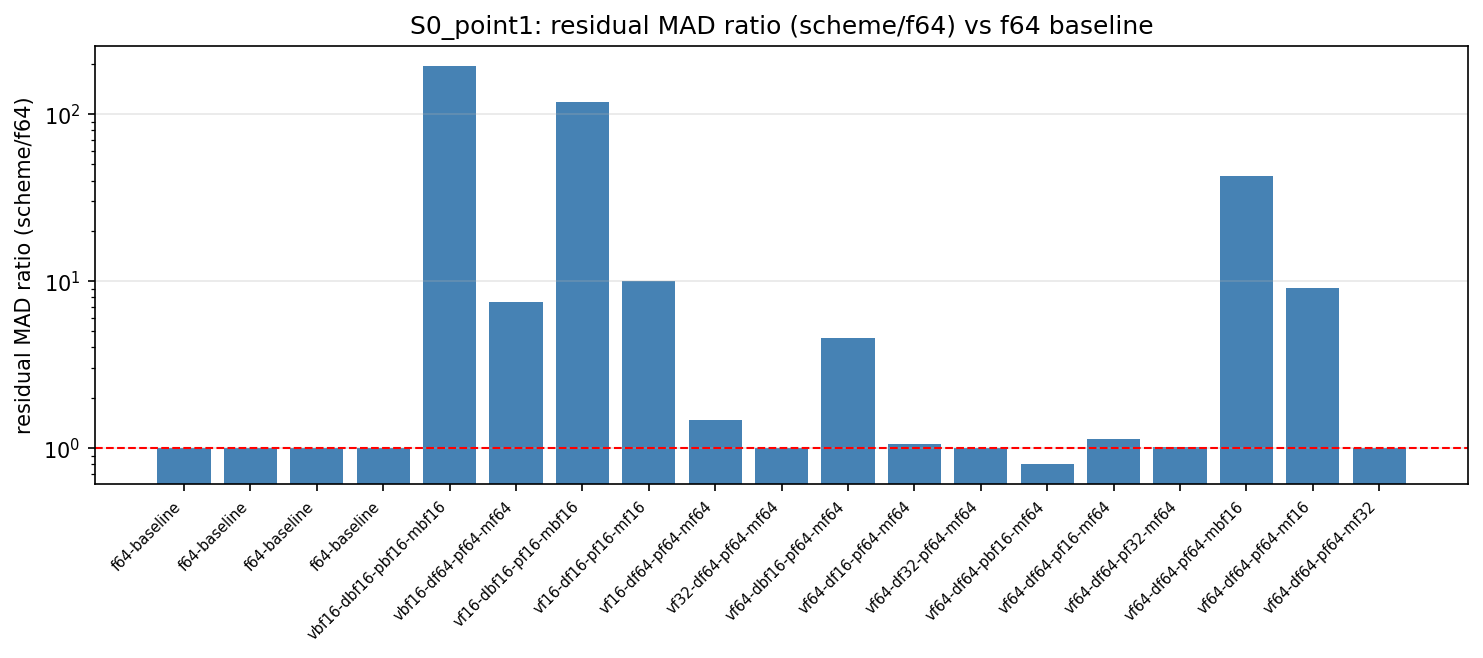 S0_point1: residual MAD ratio (scheme/f64) vs f64 baseline
residual MAD ratio (scheme/f64)
10²
10¹
10⁰
f64-baseline
f64-baseline
f64-baseline
f64-baseline
vbf16-dbf16-pbf16-mbf16
vbf16-df64-pf64-mf64
vf16-dbf16-pf16-mbf16
vf16-df16-pf16-mf16
vf16-df64-pf64-mf64
vf32-df64-pf64-mf64
vf64-dbf16-pf64-mf64
vf64-df16-pf64-mf64
vf64-df32-pf64-mf64
vf64-df64-pbf16-mf64
vf64-df64-pf16-mf64
vf64-df64-pf32-mf64
vf64-df64-pf64-mbf16
vf64-df64-pf64-mf16
vf64-df64-pf64-mf32